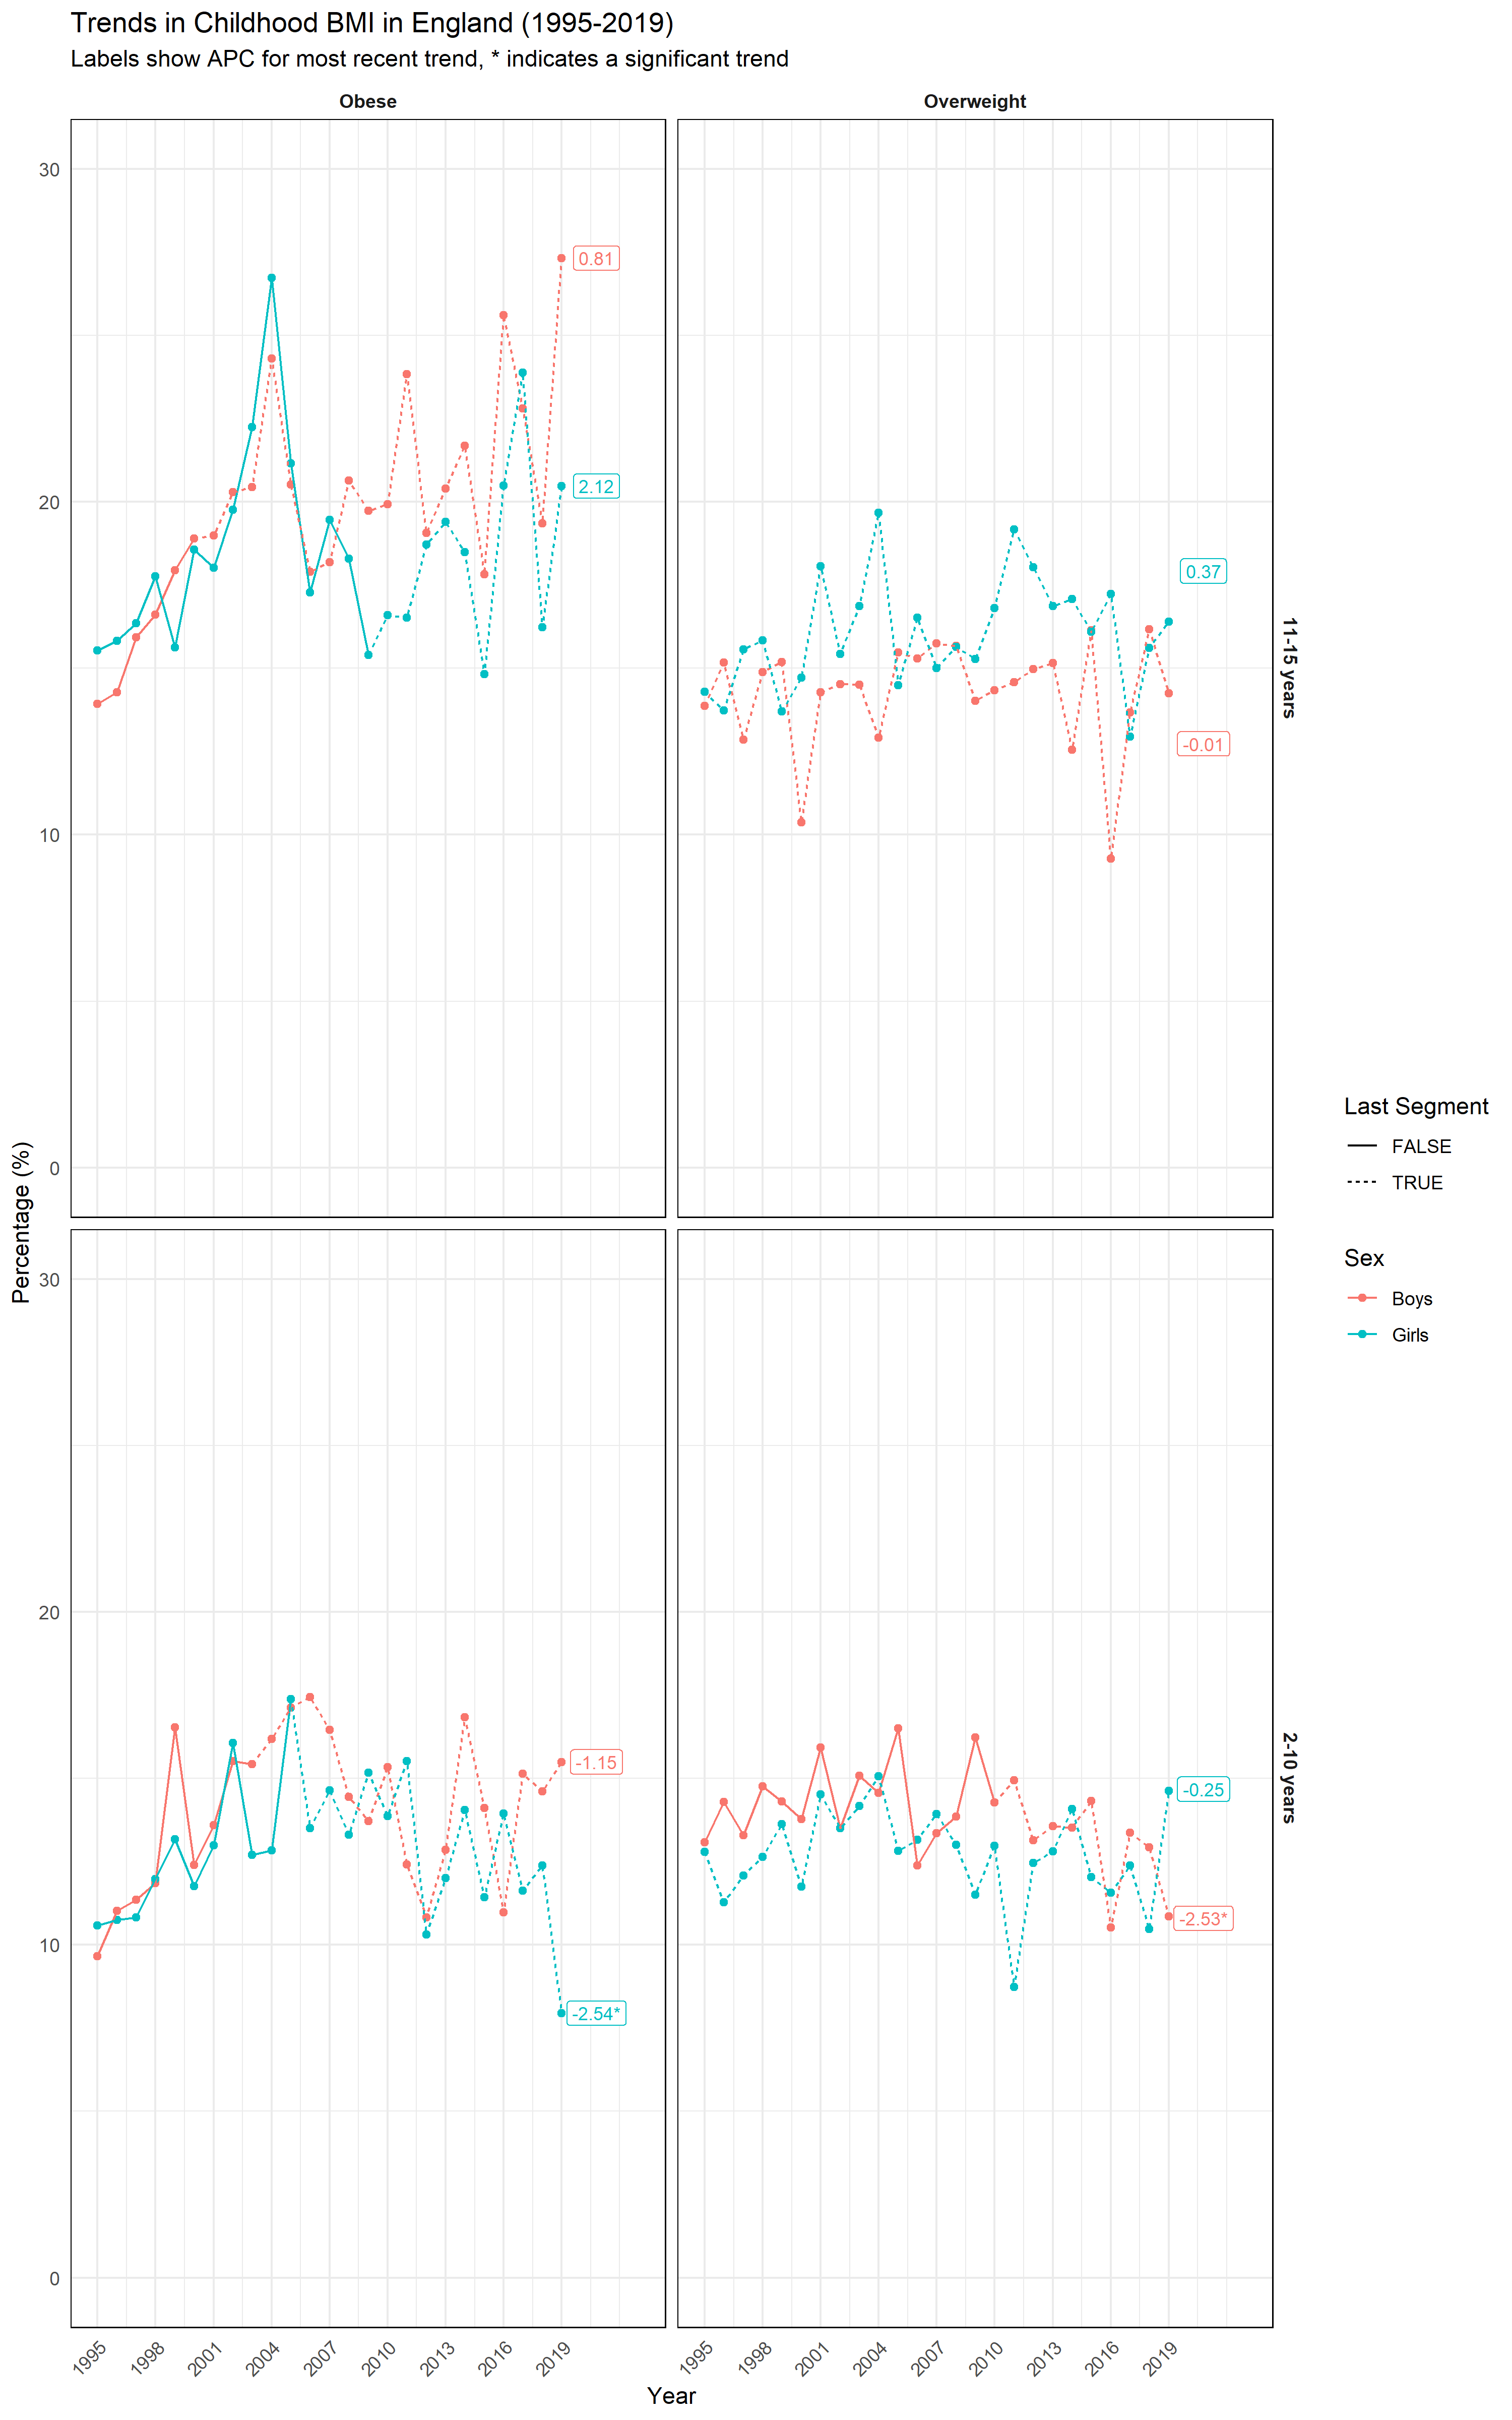 Trends in Childhood BMI in England (1995-2019)
Labels show APC for most recent trend, * indicates a significant trend
Obese
Overweight
30
20
10
0
0.81
2.12
0.37
-0.01
11-15 years
Percentage (%)
30
20
10
0
-1.15
-2.54*
-0.25
-2.53*
2-10 years
1995
1998
2001
2004
2007
2010
2013
2016
2019
1995
1998
2001
2004
2007
2010
2013
2016
2019
Year
Last Segment
FALSE
TRUE
Sex
Boys
Girls